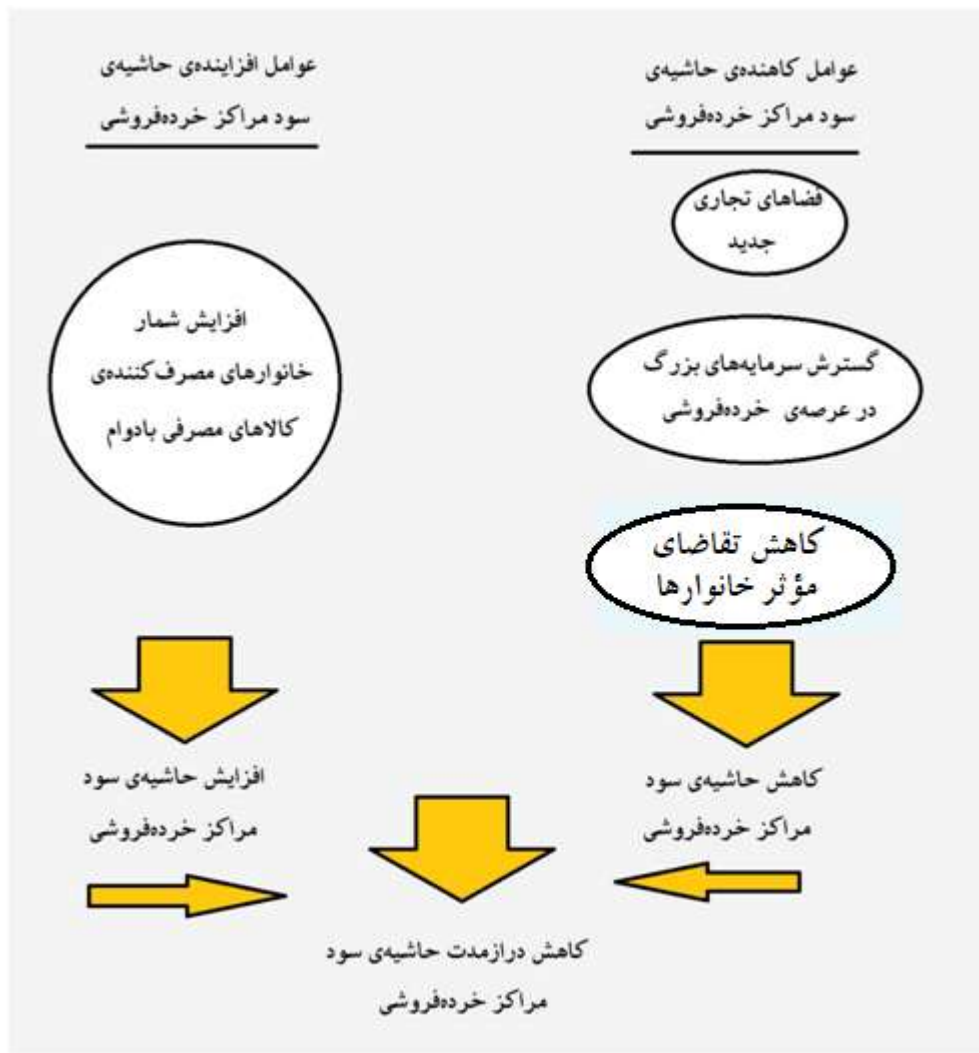 عوامل کاهنده‌ی حاشیه‌ی
سود مراکز خرده‌فروشی
فضاهای تجاری
جدید
گسترش سرمایه‌های بزرگ
در عرصه‌ی خرده‌فروشی
کاهش تقاضای
مؤثر خانوارها
کاهش حاشیه‌ی سود
مراکز خرده‌فروشی
عوامل افزاینده‌ی حاشیه‌ی
سود مراکز خرده‌فروشی
افزایش شمار
خانوارهای مصرف‌کننده‌ی
کالاهای مصرفی بادوام
افزایش حاشیه‌ی سود
مراکز خرده‌فروشی
کاهش درازمدت حاشیه‌ی سود
مراکز خرده‌فروشی